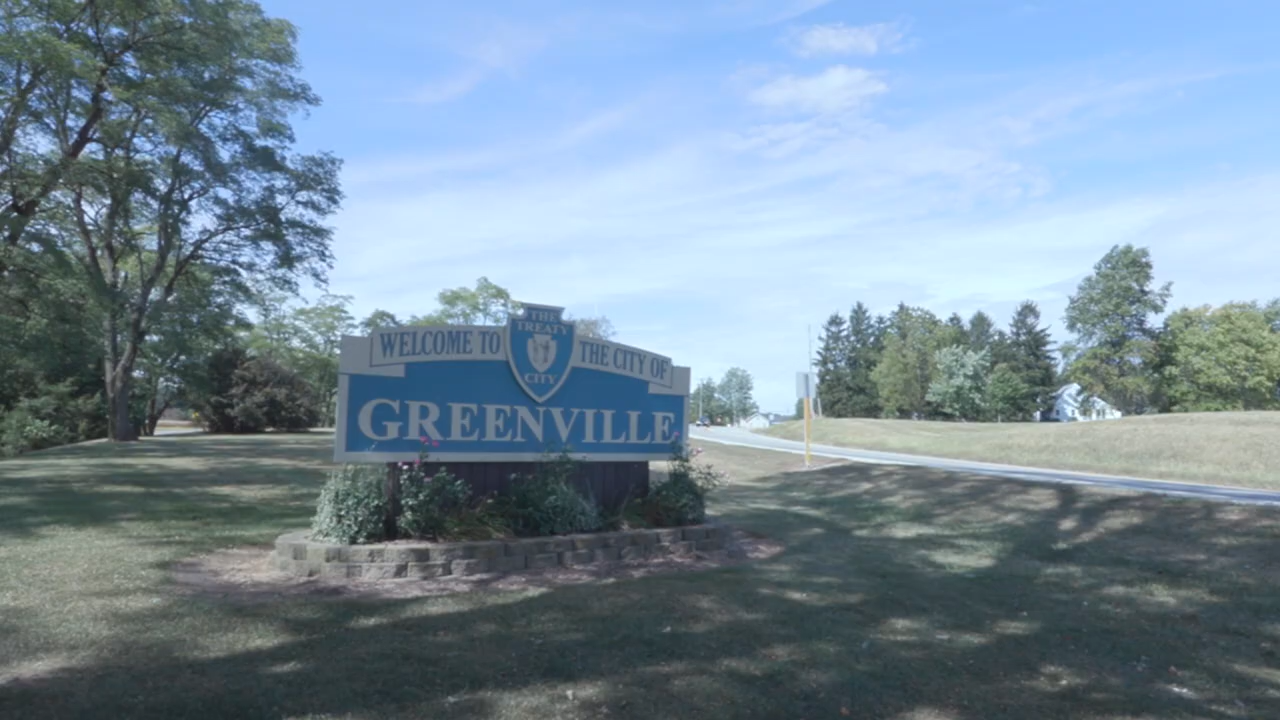 THE
TREATY
CITY
WELCOME TO
THE CITY OF
GREENVILLE